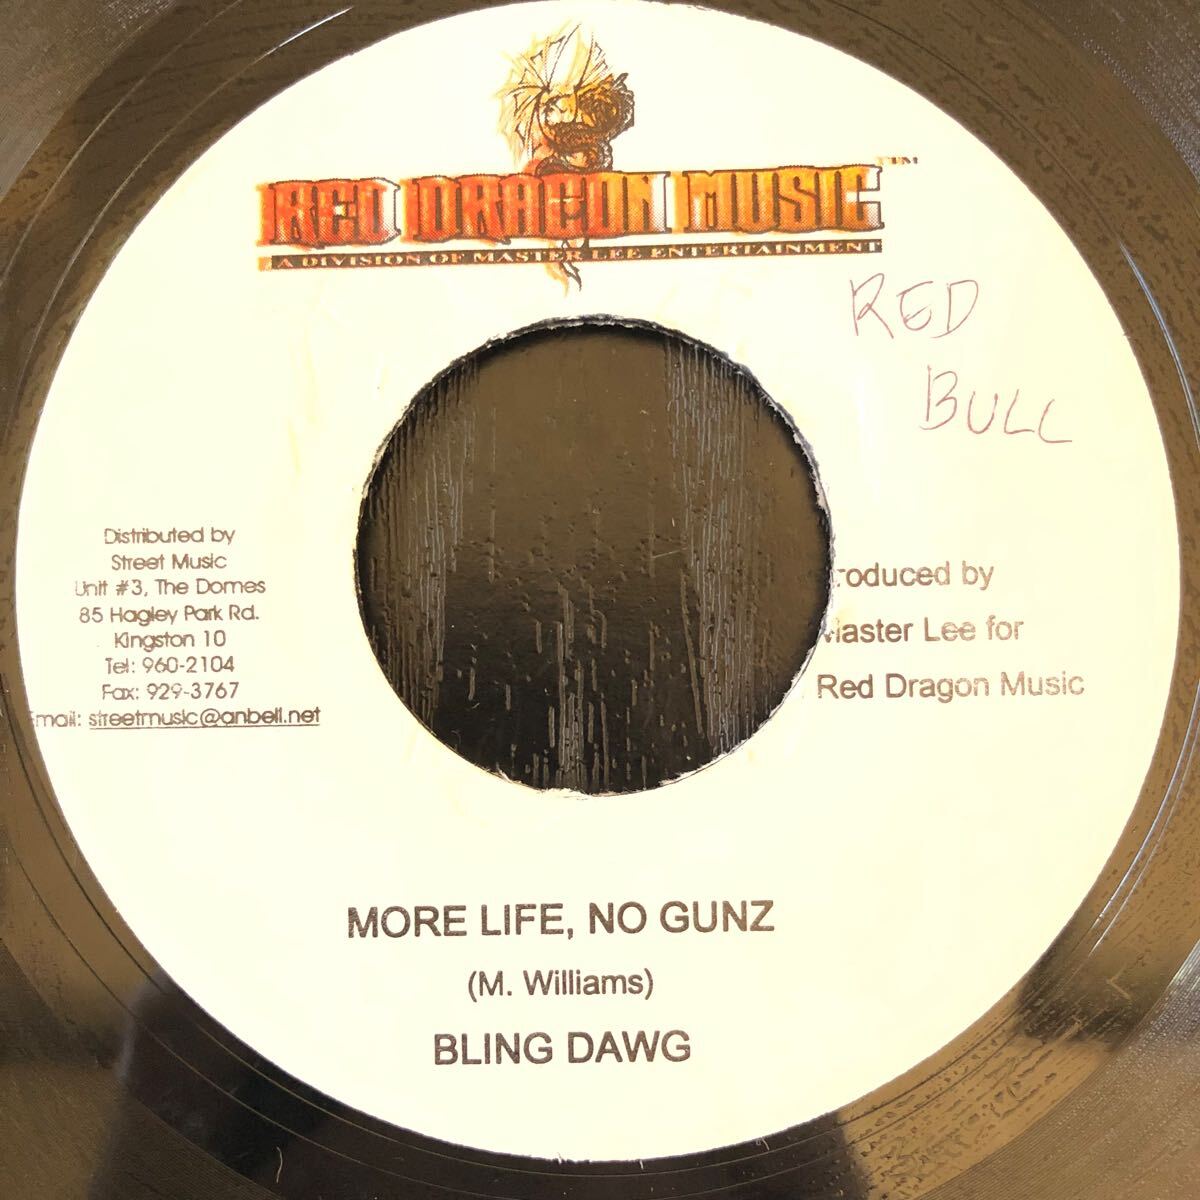 RED DRAGON MUSIC™
A DIVISION OF MASTER LEE ENTERTAINMENT
RED
BULL
Distributed by
Street Music
Unit #3, The Domes
85 Hagley Park Rd.
Kingston 10
Tel: 960-2104
Fax: 929-3767
Email: streetmusic@anbell.net
roduced by
Master Lee for
Red Dragon Music
MORE LIFE, NO GUNZ
(M. Williams)
BLING DAWG